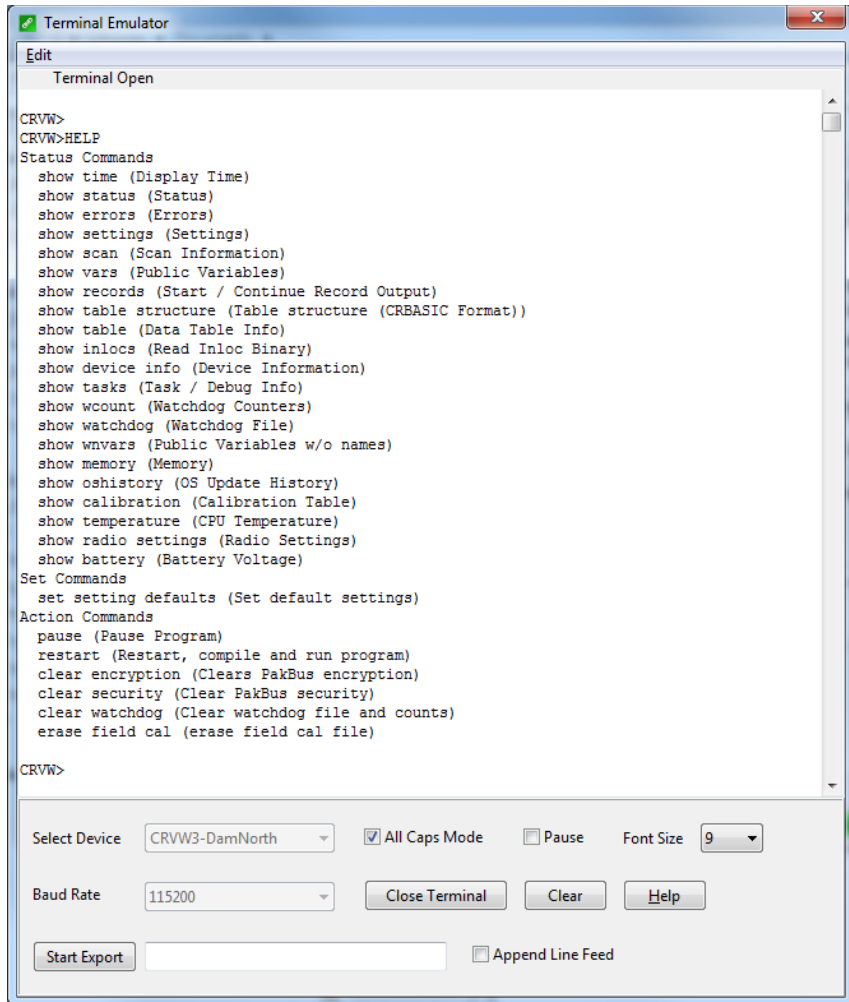 Terminal Emulator
Edit
Terminal Open
CRVW>
CRVW>HELP
Status Commands
show time (Display Time)
show status (Status)
show errors (Errors)
show settings (Settings)
show scan (Scan Information)
show vars (Public Variables)
show records (Start / Continue Record Output)
show table structure (Table structure (CRBASIC Format))
show table (Data Table Info)
show inlocs (Read Inloc Binary)
show device info (Device Information)
show tasks (Task / Debug Info)
show wcount (Watchdog Counters)
show watchdog (Watchdog File)
show wnvars (Public Variables w/o names)
show memory (Memory)
show oshistory (OS Update History)
show calibration (Calibration Table)
show temperature (CPU Temperature)
show radio settings (Radio Settings)
show battery (Battery Voltage)
Set Commands
set setting defaults (Set default settings)
Action Commands
pause (Pause Program)
restart (Restart, compile and run program)
clear encryption (Clears PakBus encryption)
clear security (Clear PakBus security)
clear watchdog (Clear watchdog file and counts)
erase field cal (erase field cal file)
CRVW>
Select Device CRVW3-DamNorth All Caps Mode Pause Font Size 9
Baud Rate 115200 Close Terminal Clear Help
Start Export Append Line Feed